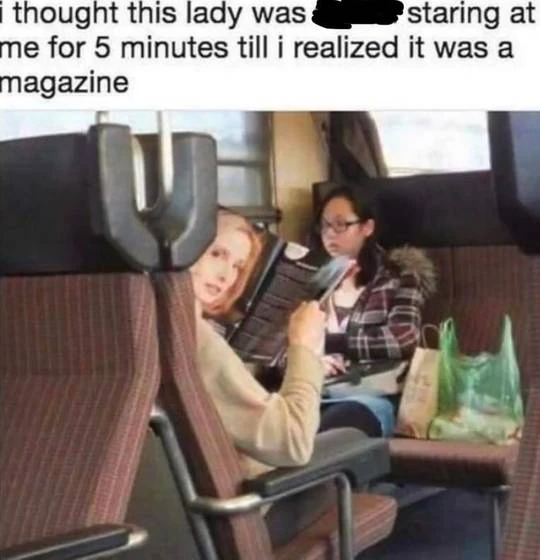 i thought this lady was staring at
me for 5 minutes till i realized it was a
magazine